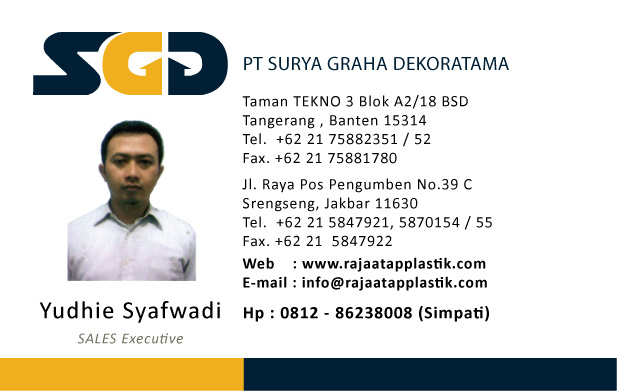 SGD
PT SURYA GRAHA DEKORATAMA
Taman TEKNO 3 Blok A2/18 BSD
Tangerang , Banten 15314
Tel.  +62 21 75882351 / 52
Fax. +62 21 75881780
Jl. Raya Pos Pengumben No.39 C
Srengseng, Jakbar 11630
Tel.  +62 21 5847921, 5870154 / 55
Fax. +62 21  5847922
Web    : www.rajaatapplastik.com
E-mail : info@rajaatapplastik.com
Yudhie Syafwadi
SALES Executive
Hp : 0812 - 86238008 (Simpati)